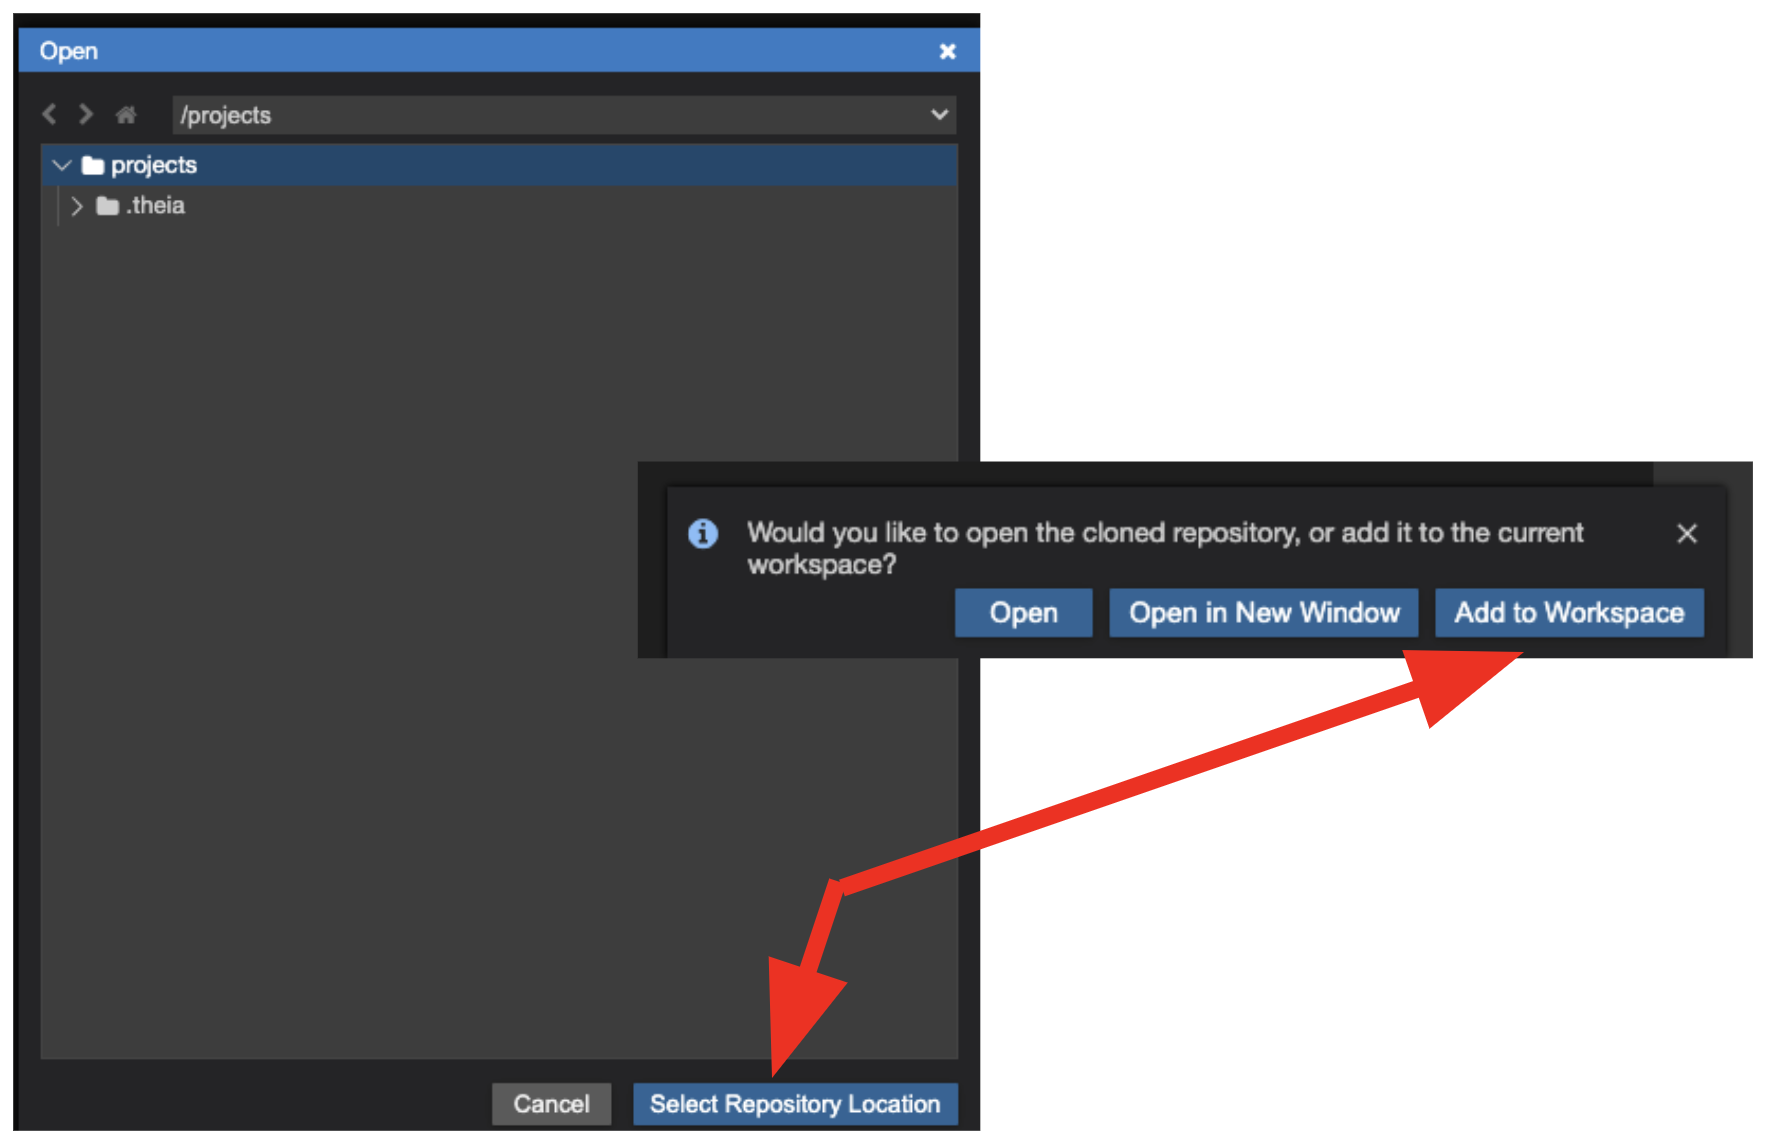 Open
/projects
projects
.theia
Would you like to open the cloned repository, or add it to the current
workspace?
Open
Open in New Window
Add to Workspace
Cancel
Select Repository Location